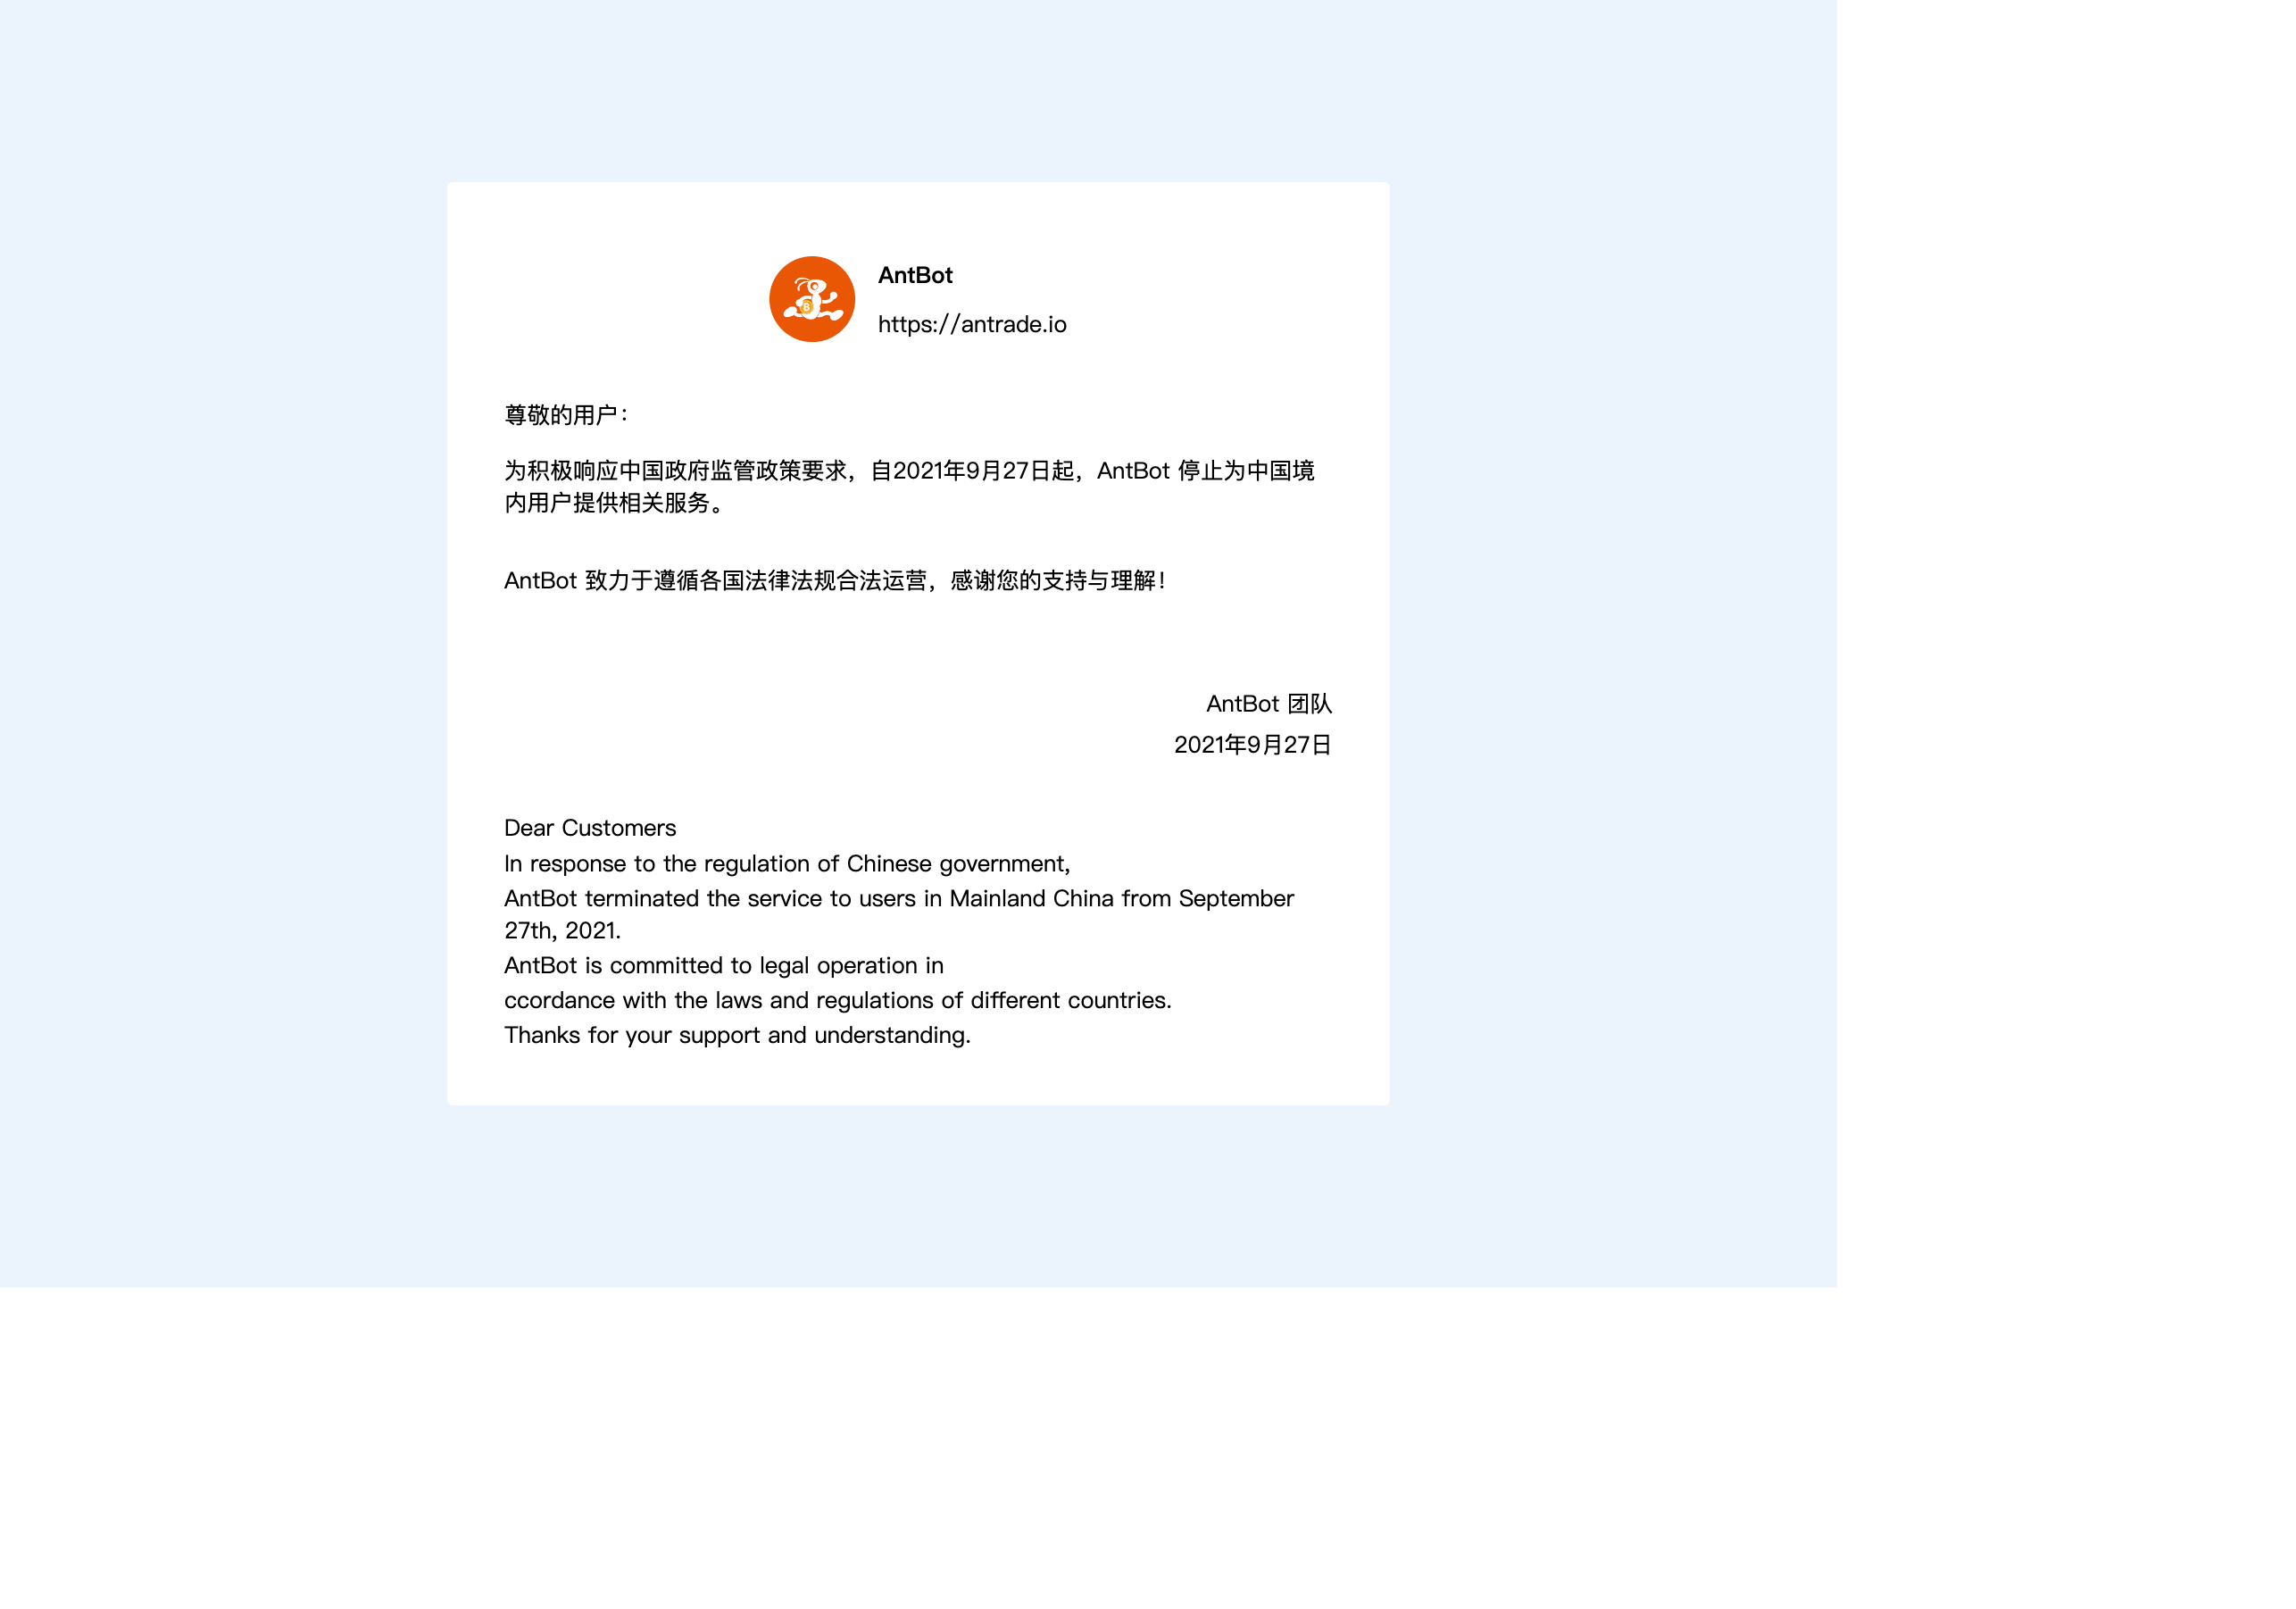 AntBot
https://antrade.io
尊敬的用户：
为积极响应中国政府监管政策要求，自2021年9月27日起，AntBot 停止为中国境
内用户提供相关服务。
AntBot 致力于遵循各国法律法规合法运营，感谢您的支持与理解！
AntBot 团队
2021年9月27日
Dear Customers
In response to the regulation of Chinese government,
AntBot terminated the service to users in Mainland China from September
27th, 2021.
AntBot is committed to legal operation in
ccordance with the laws and regulations of different countries.
Thanks for your support and understanding.